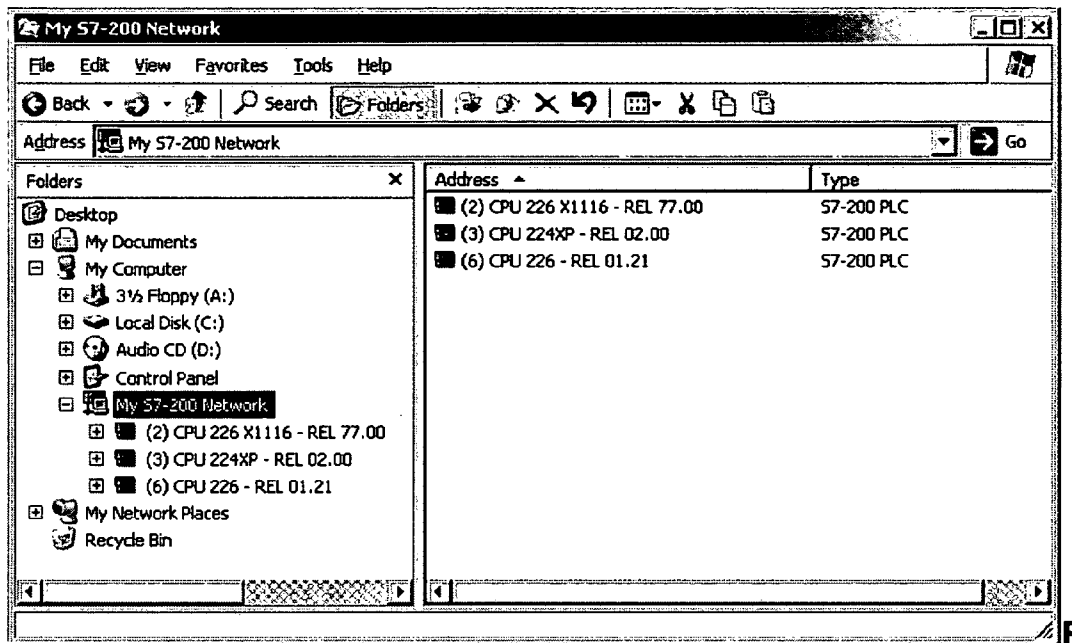 My S7-200 Network
File Edit View Favorites Tools Help
Back Search Folders
Address My S7-200 Network Go
Folders
Desktop
My Documents
My Computer
3½ Floppy (A:)
Local Disk (C:)
Audio CD (D:)
Control Panel
My S7-200 Network
(2) CPU 226 X1116 - REL 77.00
(3) CPU 224XP - REL 02.00
(6) CPU 226 - REL 01.21
My Network Places
Recycle Bin
Address Type
(2) CPU 226 X1116 - REL 77.00 S7-200 PLC
(3) CPU 224XP - REL 02.00 S7-200 PLC
(6) CPU 226 - REL 01.21 S7-200 PLC